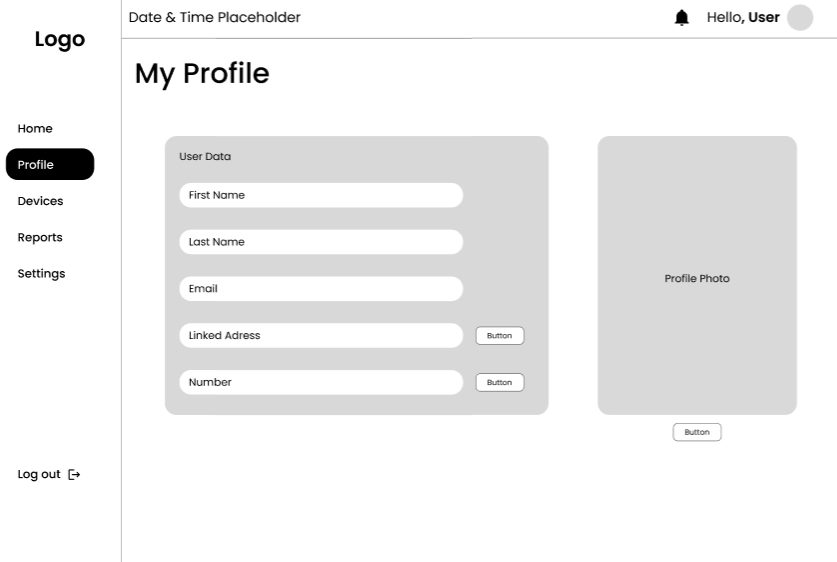 Logo
Date & Time Placeholder
Hello, User
My Profile
Home
Profile
Devices
Reports
Settings
Log out
User Data
First Name
Last Name
Email
Linked Adress
Button
Number
Button
Profile Photo
Button